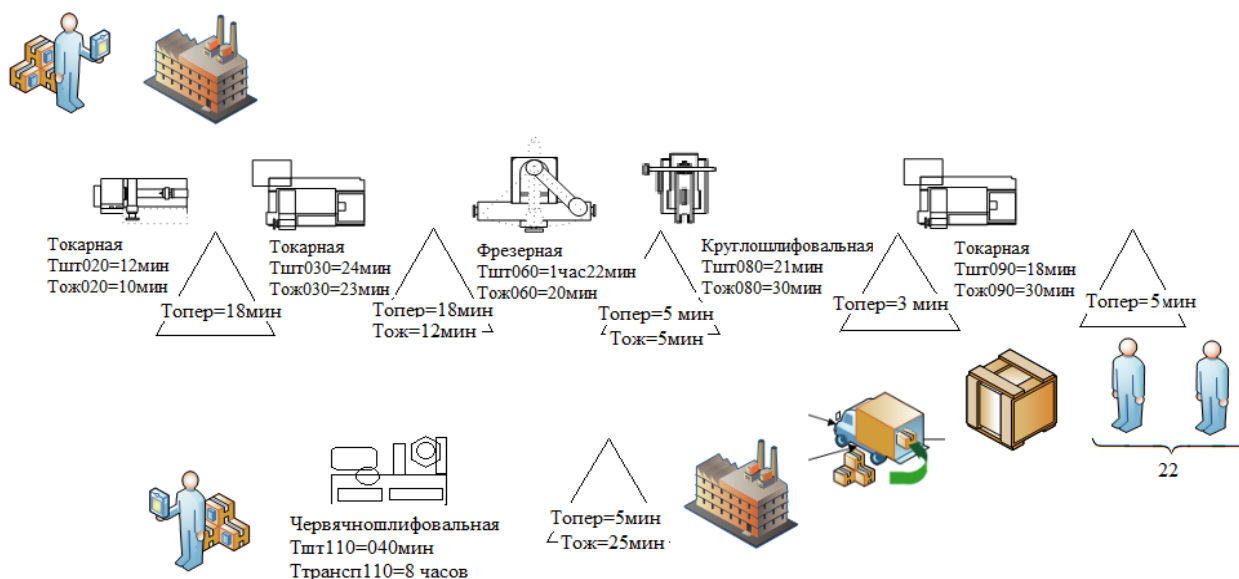 Токарная
Тшт020=12мин
Тож020=10мин
Топер=18мин
Токарная
Тшт030=24мин
Тож030=23мин
Топер=18мин
Тож=12мин
Фрезерная
Тшт060=1час22мин
Тож060=20мин
Топер=5 мин
Тож=5мин
Круглошлифовальная
Тшт080=21мин
Тож080=30мин
Топер=3 мин
Токарная
Тшт090=18мин
Тож090=30мин
Топер=5мин
22
Червячношлифовальная
Тшт110=040мин
Ттрансп110=8 часов
Топер=5мин
Тож=25мин